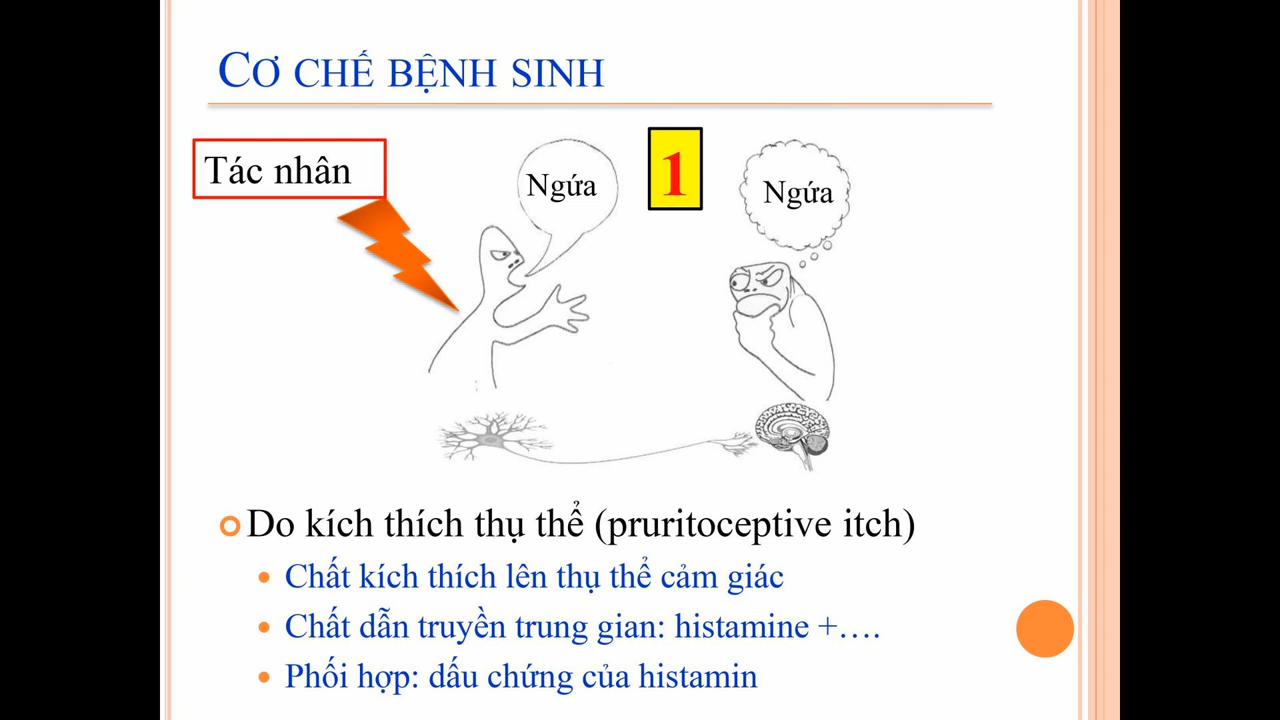 CƠ CHẾ BỆNH SINH
Tác nhân
Ngứa
1
Ngứa
Do kích thích thụ thể (pruritoceptive itch)
Chất kích thích lên thụ thể cảm giác
Chất dẫn truyền trung gian: histamine +….
Phối hợp: dấu chứng của histamin